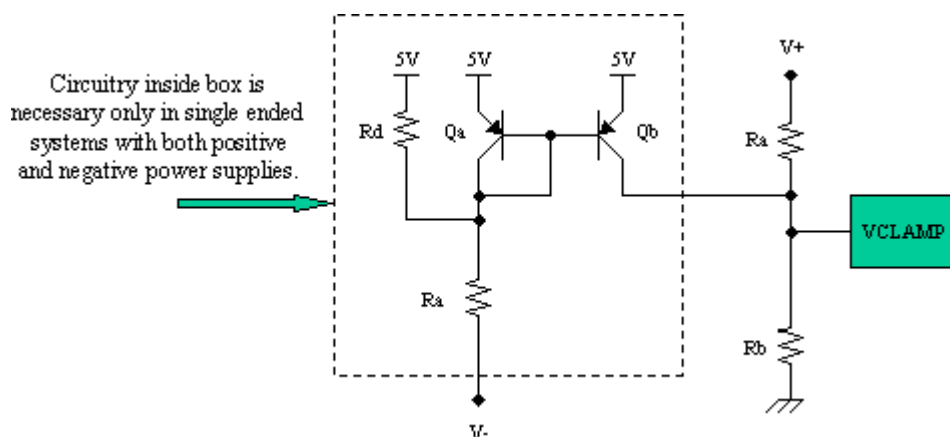 Circuitry inside box is
necessary only in single ended
systems with both positive
and negative power supplies.
5V
5V
5V
V+
Rd
Qa
Qb
Ra
VCLAMP
Ra
Rb
V-